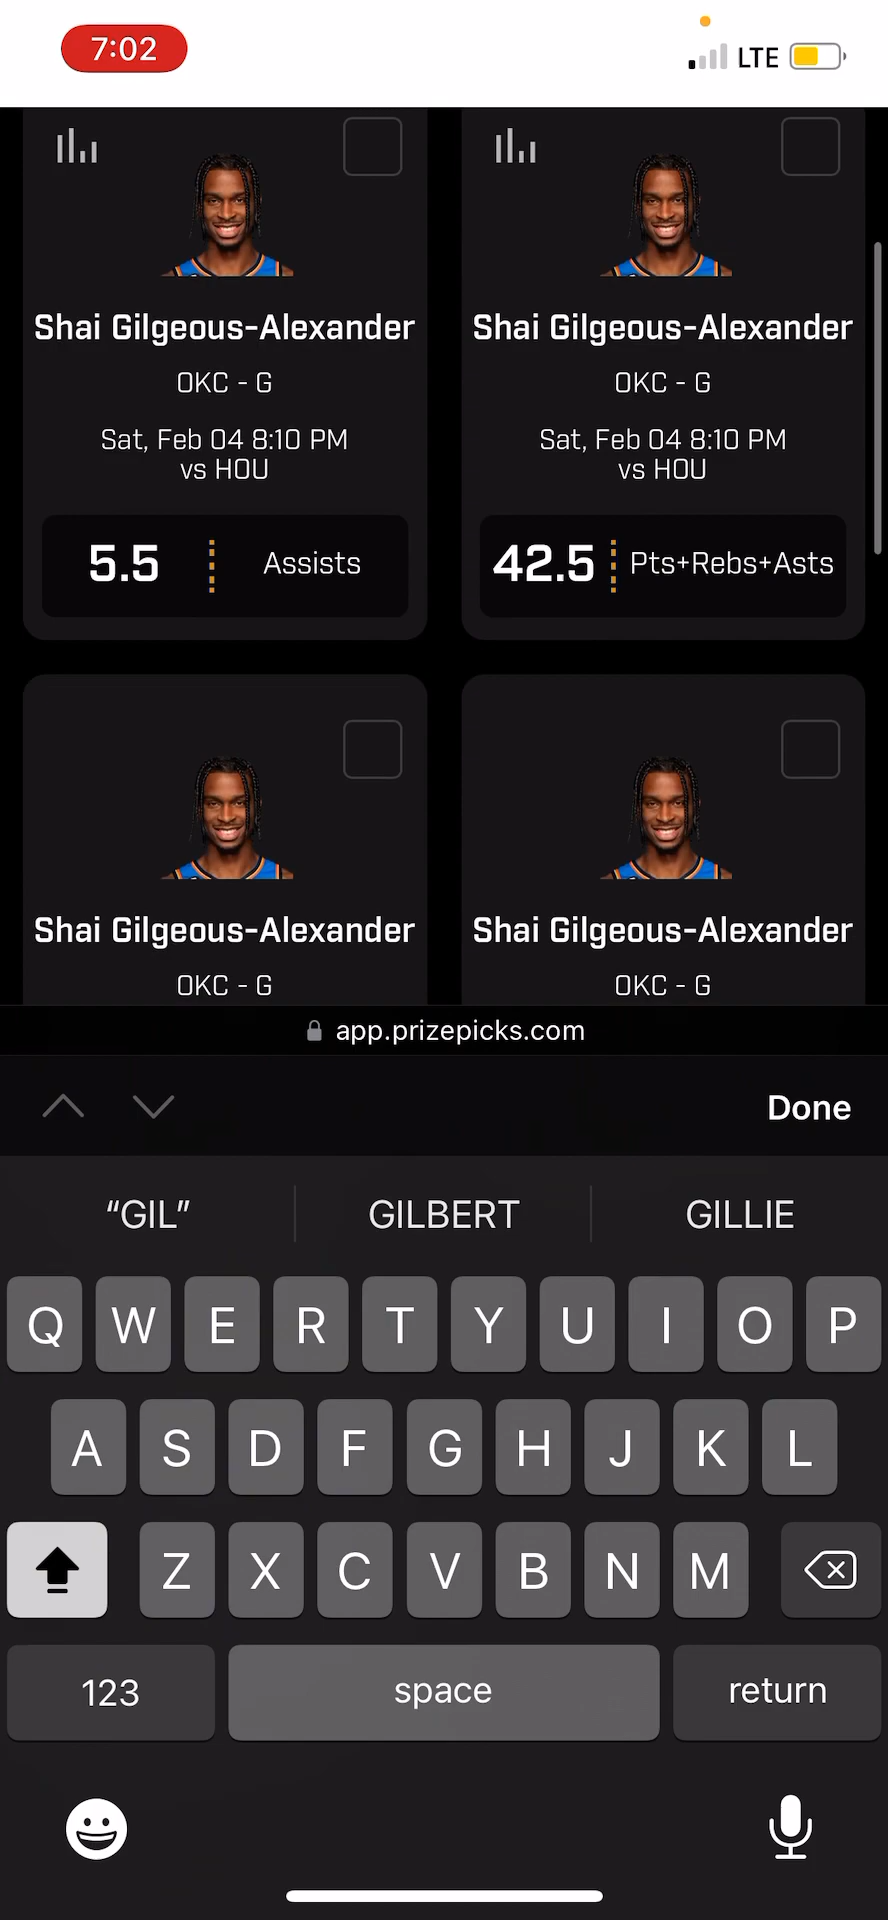 7:02
LTE
Shai Gilgeous-Alexander
Shai Gilgeous-Alexander
OKC - G
OKC - G
Sat, Feb 04 8:10 PM
vs HOU
Sat, Feb 04 8:10 PM
vs HOU
5.5 Assists
42.5 Pts+Rebs+Asts
Shai Gilgeous-Alexander
Shai Gilgeous-Alexander
OKC - G
OKC - G
app.prizepicks.com
Done
“GIL” GILBERT GILLIE
Q W E R T Y U I O P
A S D F G H J K L
Z X C V B N M
123 space return